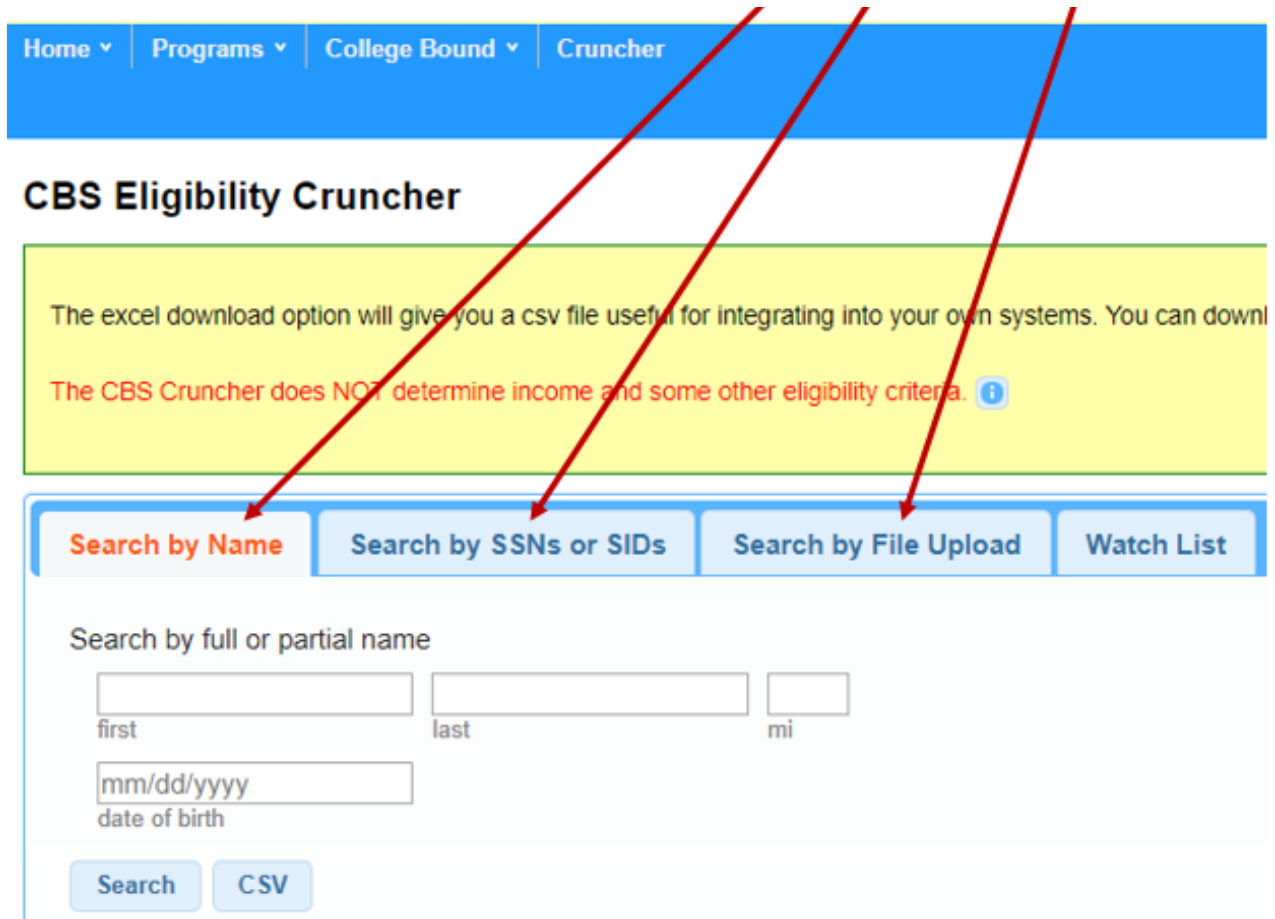 Home Programs College Bound Cruncher
CBS Eligibility Cruncher
The excel download option will give you a csv file useful for integrating into your own systems. You can downl
The CBS Cruncher does NOT determine income and some other eligibility criteria.
Search by Name Search by SSNs or SIDs Search by File Upload Watch List
Search by full or partial name
first last mi
mm/dd/yyyy
date of birth
Search CSV